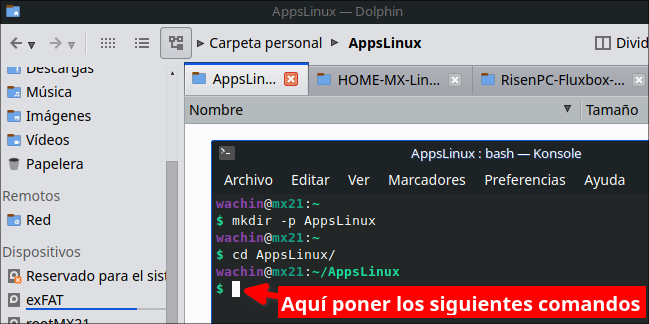 AppsLinux — Dolphin
Carpeta personal
AppsLinux
Divid
Descargas
Música
Imágenes
Vídeos
Papelera
Remotos
Red
Dispositivos
Reservado para el sist
exFAT
rootMX21
AppsLin...
HOME-MX-Lin...
RisenPC-Fluxbox-...
Nombre
Tamaño
AppsLinux : bash — Konsole
Archivo Editar Ver Marcadores Preferencias Ayuda
wachin@mx21:~
$ mkdir -p AppsLinux
wachin@mx21:~
$ cd AppsLinux/
wachin@mx21:~/AppsLinux
$
Aquí poner los siguientes comandos